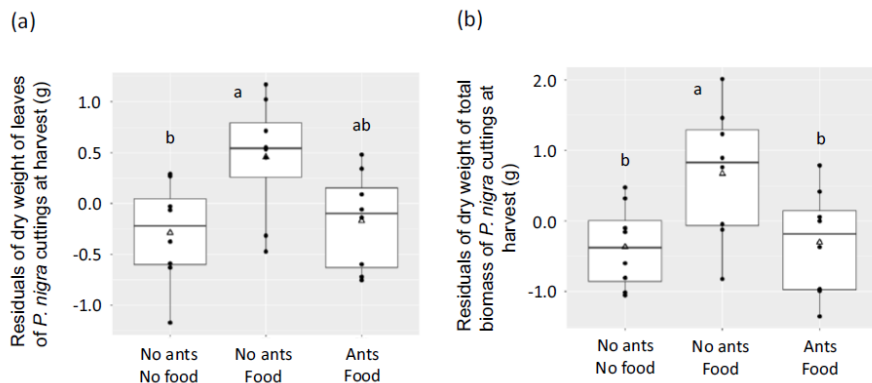 (a)
Residuals of dry weight of leaves
of P. nigra cuttings at harvest (g)
1.0
0.5
0.0
-0.5
-1.0
b
a
ab
No ants
No food
No ants
Food
Ants
Food
(b)
Residuals of dry weight of total
biomass of P. nigra cuttings at
harvest (g)
2.0
1.0
0.0
-1.0
b
a
b
No ants
No food
No ants
Food
Ants
Food